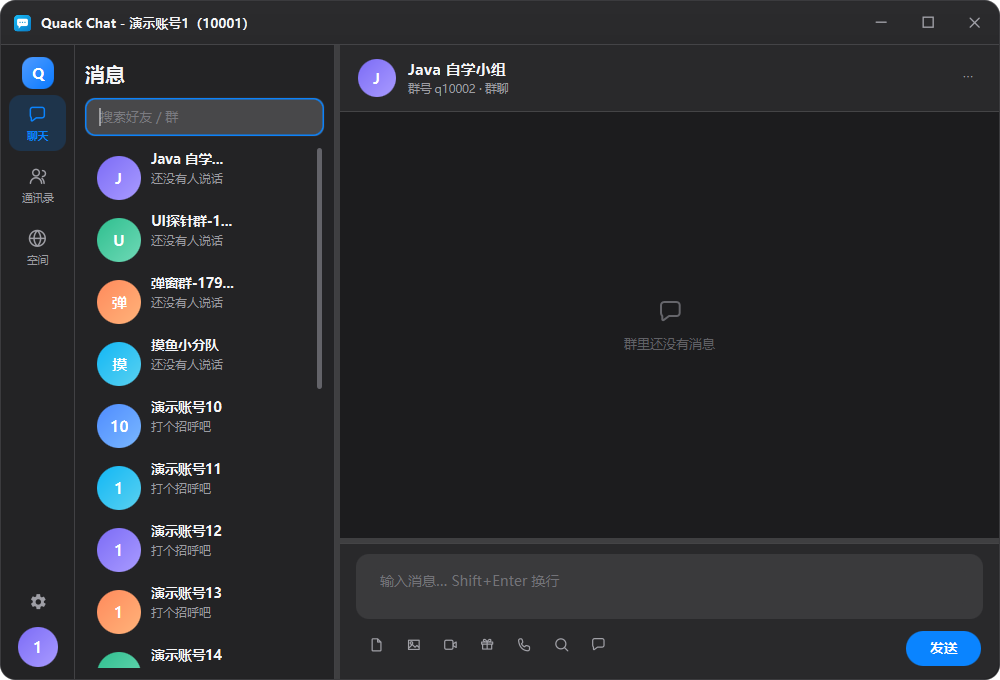 Quack Chat - 演示账号1（10001）
Q
聊天
通讯录
空间
1
消息
搜索好友 / 群
J
Java 自学...
还没有人说话
U
UI探针群-1...
还没有人说话
弹
弹窗群-179...
还没有人说话
摸
摸鱼小分队
还没有人说话
10
演示账号10
打个招呼吧
1
演示账号11
打个招呼吧
1
演示账号12
打个招呼吧
1
演示账号13
打个招呼吧
演示账号14
J
Java 自学小组
群号 q10002 · 群聊
...
群里还没有消息
输入消息... Shift+Enter 换行
发送